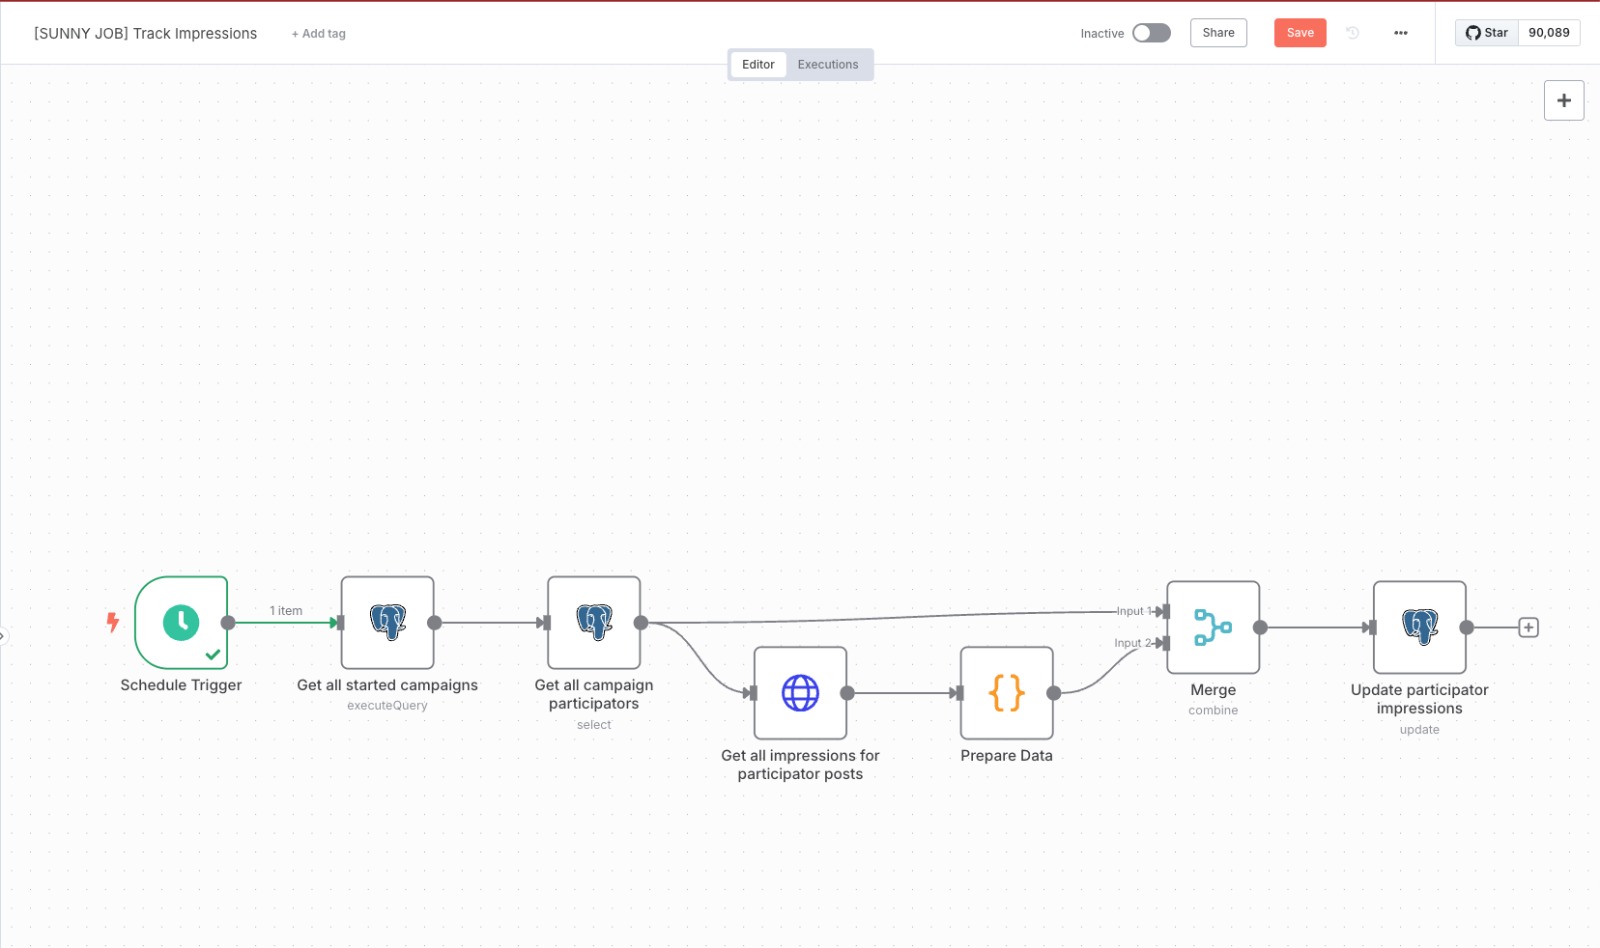 [SUNNY JOB] Track Impressions
+ Add tag
Inactive
Share
Save
Star
90,089
Editor
Executions
1 item
Input 1
Input 2
Schedule Trigger
Get all started campaigns
executeQuery
Get all campaign
participators
select
Get all impressions for
participator posts
Prepare Data
Merge
combine
Update participator
impressions
update